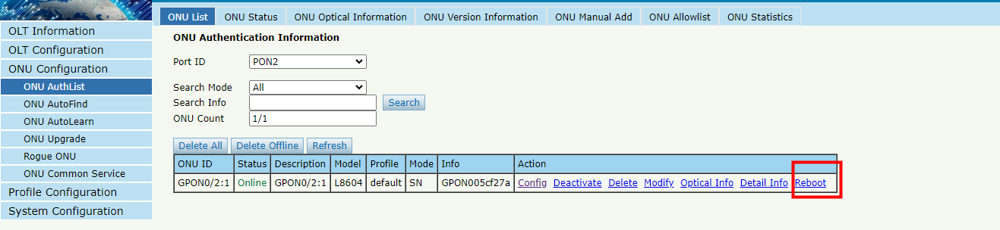 ONU List ONU Status ONU Optical Information ONU Version Information ONU Manual Add ONU Allowlist ONU Statistics
OLT Information
OLT Configuration
ONU Configuration
ONU AuthList
ONU AutoFind
ONU AutoLearn
ONU Upgrade
Rogue ONU
ONU Common Service
Profile Configuration
System Configuration
ONU Authentication Information
Port ID PON2
Search Mode All
Search Info Search
ONU Count 1/1
Delete All Delete Offline Refresh
ONU ID Status Description Model Profile Mode Info Action
GPON0/2:1 Online GPON0/2:1 L8604 default SN GPON005cf27a Config Deactivate Delete Modify Optical Info Detail Info Reboot